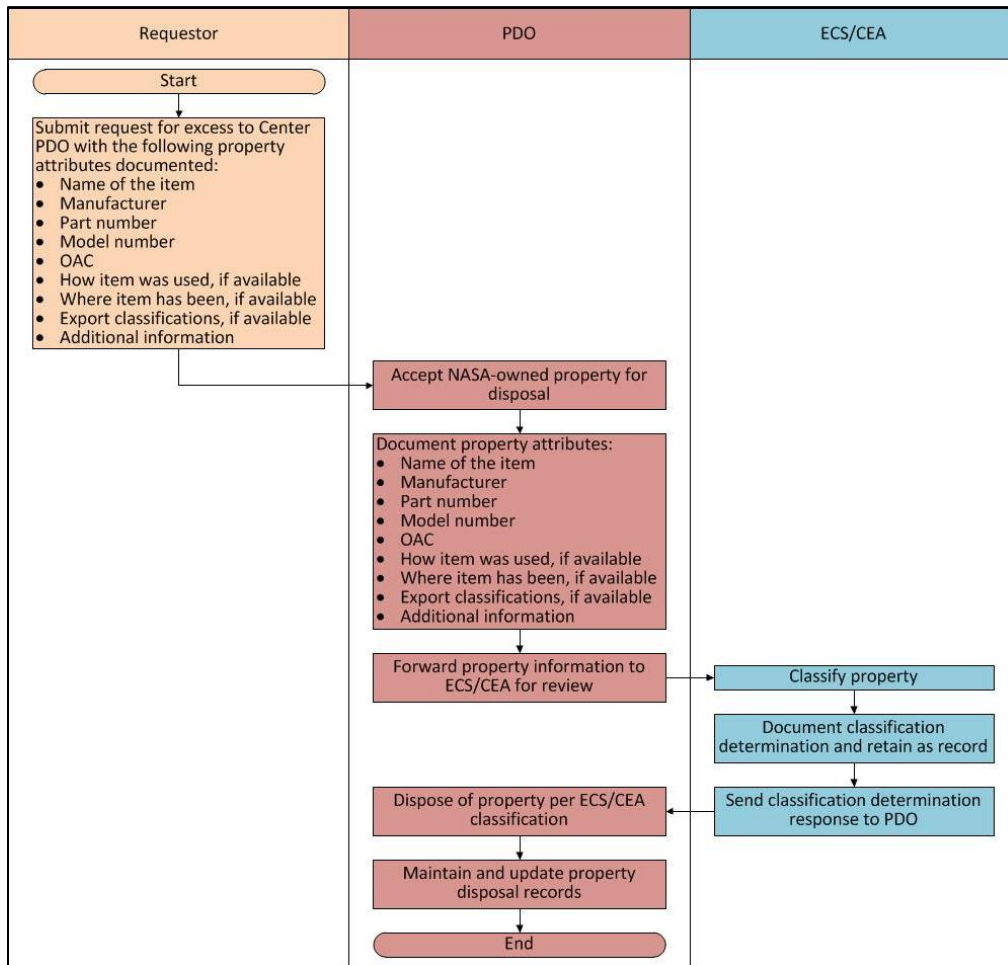 Requestor
PDO
ECS/CEA
Start
Submit request for excess to Center
PDO with the following property
attributes documented:
• Name of the item
• Manufacturer
• Part number
• Model number
• OAC
• How item was used, if available
• Where item has been, if available
• Export classifications, if available
• Additional information
Accept NASA-owned property for
disposal
Document property attributes:
• Name of the item
• Manufacturer
• Part number
• Model number
• OAC
• How item was used, if available
• Where item has been, if available
• Export classifications, if available
• Additional information
Forward property information to
ECS/CEA for review
Classify property
Document classification
determination and retain as record
Send classification determination
response to PDO
Dispose of property per ECS/CEA
classification
Maintain and update property
disposal records
End